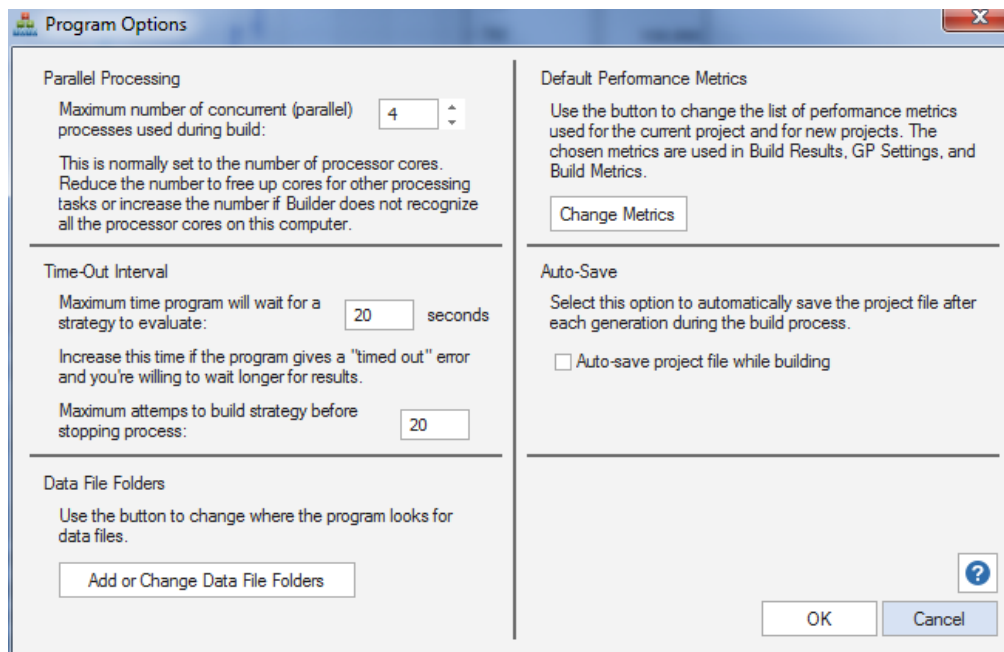 Program Options
Parallel Processing
Maximum number of concurrent (parallel)
processes used during build:
4
This is normally set to the number of processor cores.
Reduce the number to free up cores for other processing
tasks or increase the number if Builder does not recognize
all the processor cores on this computer.
Time-Out Interval
Maximum time program will wait for a
strategy to evaluate:
20 seconds
Increase this time if the program gives a "timed out" error
and you're willing to wait longer for results.
Maximum attemps to build strategy before
stopping process:
20
Data File Folders
Use the button to change where the program looks for
data files.
Add or Change Data File Folders
Default Performance Metrics
Use the button to change the list of performance metrics
used for the current project and for new projects. The
chosen metrics are used in Build Results, GP Settings, and
Build Metrics.
Change Metrics
Auto-Save
Select this option to automatically save the project file after
each generation during the build process.
Auto-save project file while building
?
OK
Cancel